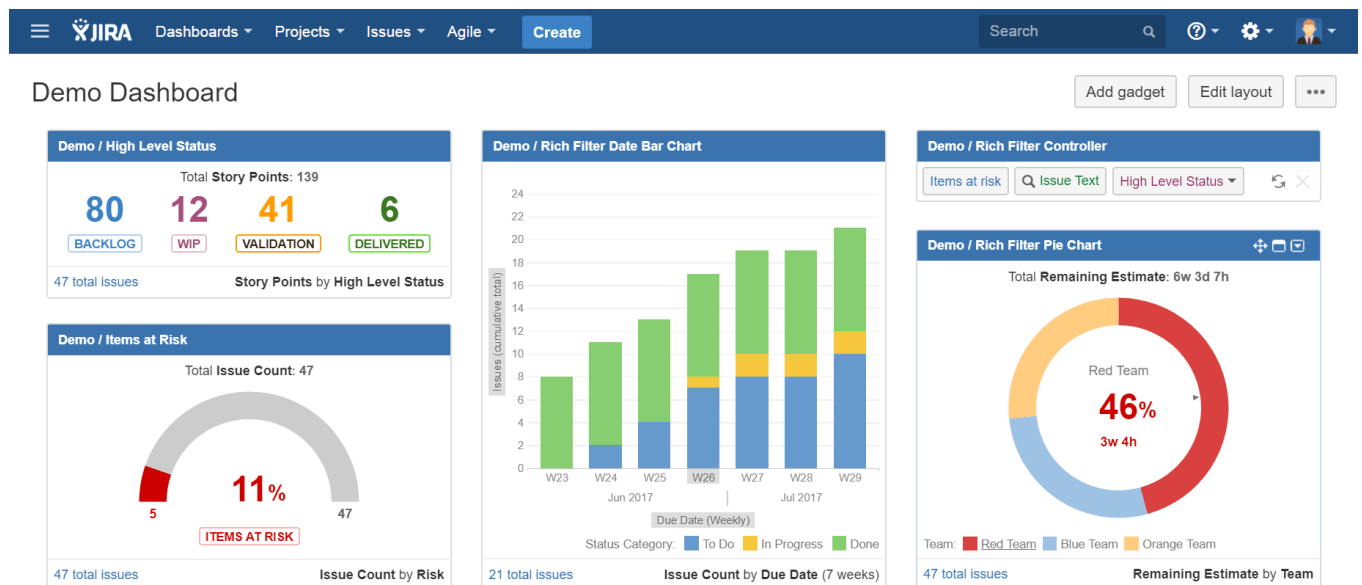 JIRA Dashboards Projects Issues Agile Create Search
Demo Dashboard
Add gadget Edit layout
Demo / High Level Status
Total Story Points: 139
80 12 41 6
BACKLOG WIP VALIDATION DELIVERED
47 total issues Story Points by High Level Status
Demo / Items at Risk
Total Issue Count: 47
11%
5 47
ITEMS AT RISK
47 total issues Issue Count by Risk
Demo / Rich Filter Date Bar Chart
Issues (cumulative total)
24
22
20
18
16
14
12
10
8
6
4
2
0
W23 W24 W25 W26 W27 W28 W29
Jun 2017 Jul 2017
Due Date (Weekly)
Status Category: To Do In Progress Done
21 total issues Issue Count by Due Date (7 weeks)
Demo / Rich Filter Controller
Items at risk Issue Text High Level Status
Demo / Rich Filter Pie Chart
Total Remaining Estimate: 6w 3d 7h
Red Team
46%
3w 4h
Team: Red Team Blue Team Orange Team
47 total issues Remaining Estimate by Team